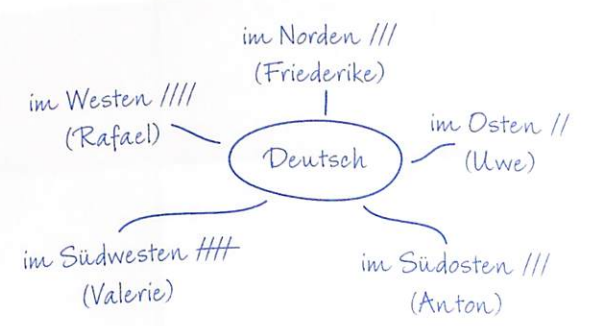 im Norden ///
(Friederike)
im Westen ////
(Rafael)
im Osten //
(Uwe)
Deutsch
im Südwesten ~~////~~
(Valerie)
im Südosten ///
(Anton)